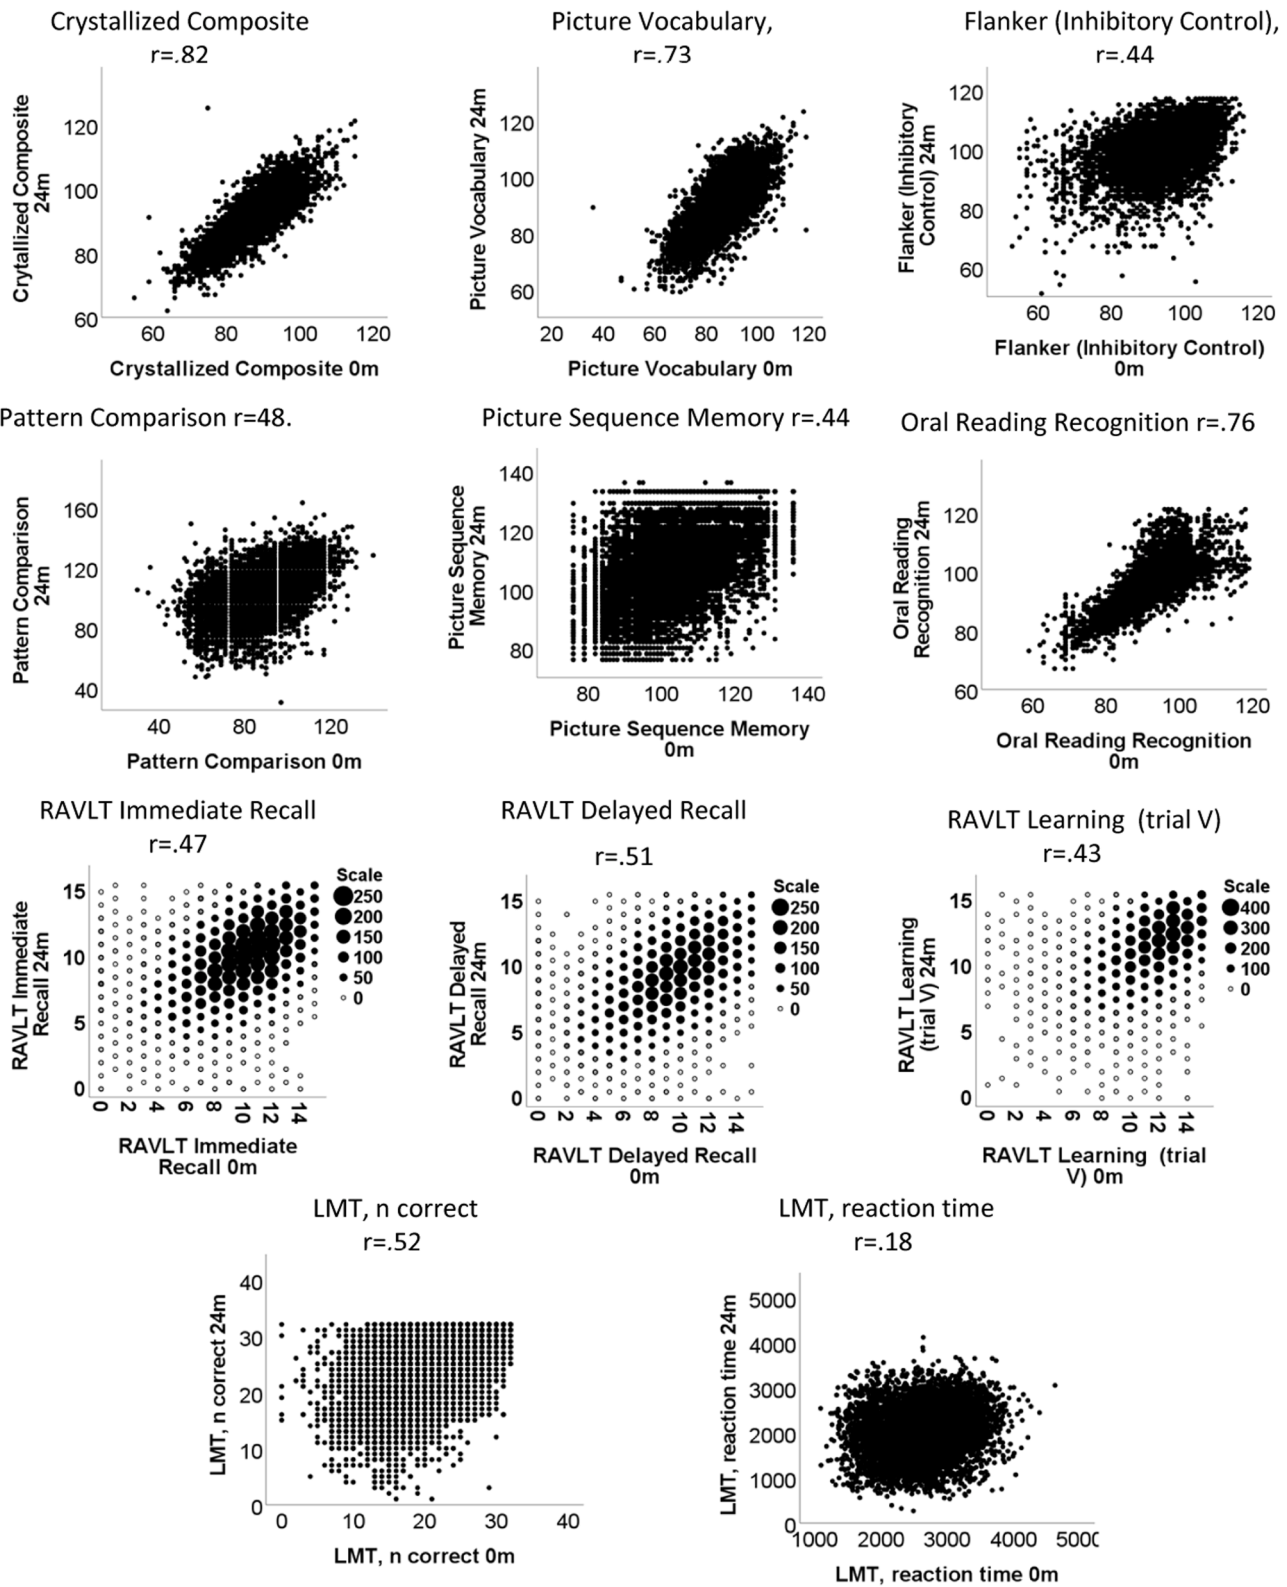 Crystallized Composite
r=.82
Crytallized Composite
24m
120
100
80
60
60 80 100 120
Crystallized Composite 0m
Picture Vocabulary,
r=.73
Picture Vocabulary 24m
120
100
80
60
20 40 60 80 100 120
Picture Vocabulary 0m
Flanker (Inhibitory Control),
r=.44
Flanker (Inhibitory
Control) 24m
120
100
80
60
60 80 100 120
Flanker (Inhibitory Control)
0m
Pattern Comparison r=48.
Pattern Comparison
24m
160
120
80
40
40 80 120
Pattern Comparison 0m
Picture Sequence Memory r=.44
Picture Sequence
Memory 24m
140
120
100
80
80 100 120 140
Picture Sequence Memory
0m
Oral Reading Recognition r=.76
Oral Reading
Recognition 24m
120
100
80
60
60 80 100 120
Oral Reading Recognition
0m
RAVLT Immediate Recall
r=.47
RAVLT Immediate
Recall 24m
15
10
5
0
0 2 4 6 8 10 12 14
RAVLT Immediate
Recall 0m
Scale
250
200
150
100
50
0
RAVLT Delayed Recall
r=.51
RAVLT Delayed
Recall 24m
15
10
5
0
0 2 4 6 8 10 12 14
RAVLT Delayed Recall
0m
Scale
250
200
150
100
50
0
RAVLT Learning (trial V)
r=.43
RAVLT Learning
(trial V) 24m
15
10
5
0
0 2 4 6 8 10 12 14
RAVLT Learning (trial
V) 0m
Scale
400
300
200
100
0
LMT, n correct
r=.52
LMT, n correct 24m
40
30
20
10
0
0 10 20 30 40
LMT, n correct 0m
LMT, reaction time
r=.18
LMT, reaction time 24m
5000
4000
3000
2000
1000
0
1000 2000 3000 4000 5000
LMT, reaction time 0m